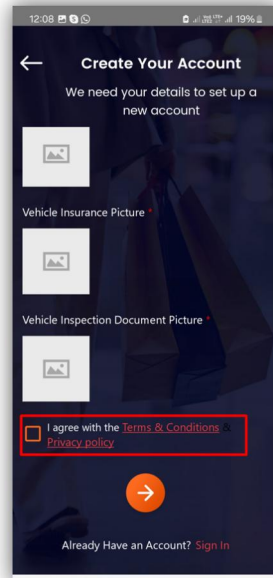 12:08
19%
Create Your Account
We need your details to set up a
new account
Vehicle Insurance Picture *
Vehicle Inspection Document Picture *
I agree with the Terms & Conditions &
Privacy policy
Already Have an Account? Sign In